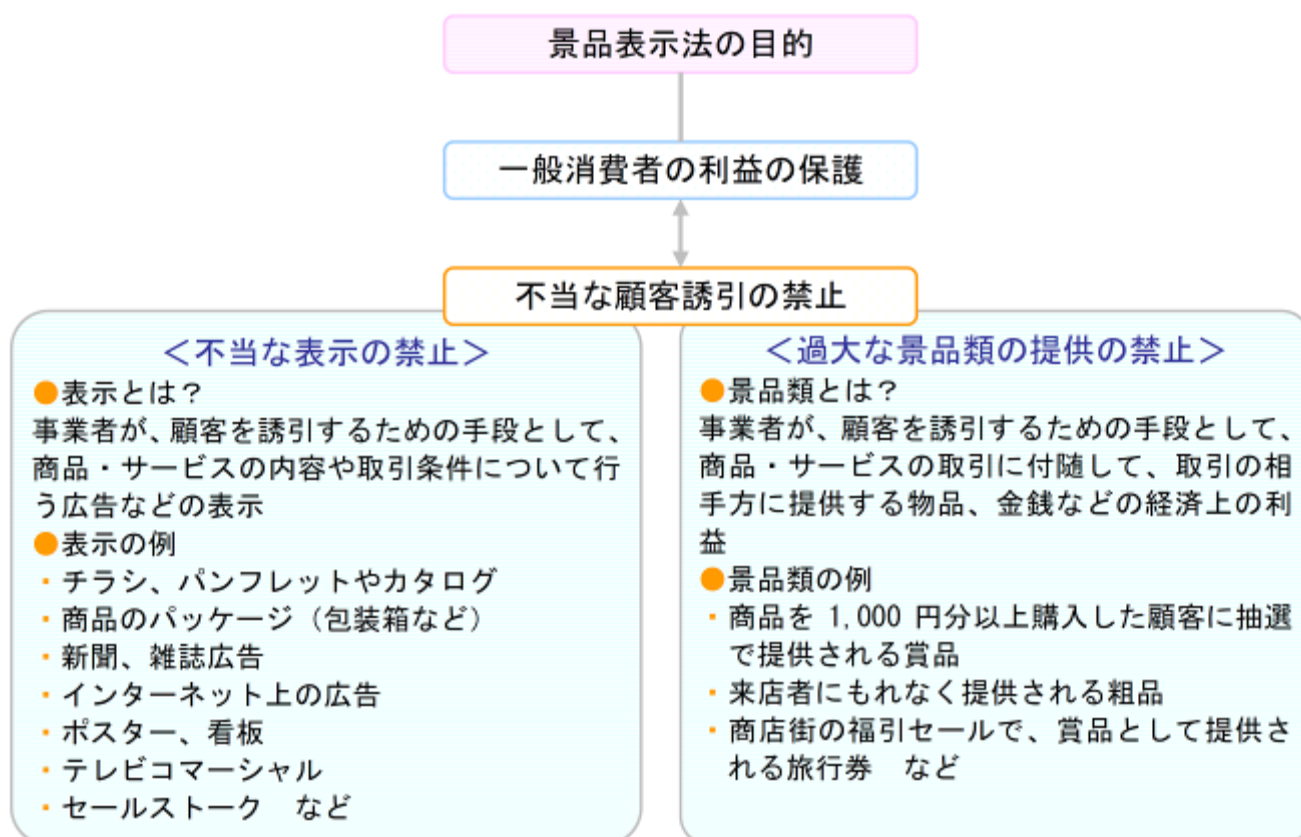 景品表示法の目的
一般消費者の利益の保護
不当な顧客誘引の禁止
＜不当な表示の禁止＞
●表示とは？
事業者が、顧客を誘引するための手段として、
商品・サービスの内容や取引条件について行
う広告などの表示
●表示の例
・チラシ、パンフレットやカタログ
・商品のパッケージ（包装箱など）
・新聞、雑誌広告
・インターネット上の広告
・ポスター、看板
・テレビコマーシャル
・セールストーク　など
＜過大な景品類の提供の禁止＞
●景品類とは？
事業者が、顧客を誘引するための手段として、
商品・サービスの取引に付随して、取引の相
手方に提供する物品、金銭などの経済上の利
益
●景品類の例
・商品を 1,000 円分以上購入した顧客に抽選
で提供される賞品
・来店者にもれなく提供される粗品
・商店街の福引セールで、賞品として提供さ
れる旅行券　など